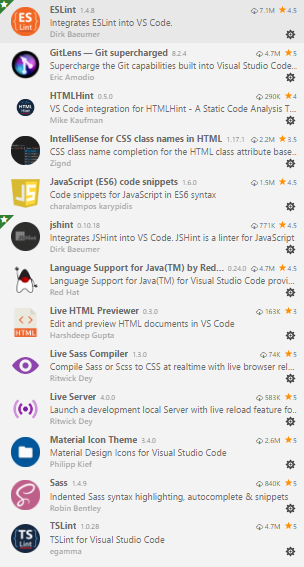 ESLint 1.4.8 7.1M 4.5
Integrates ESLint into VS Code.
Dirk Baeumer
GitLens — Git supercharged 8.2.4 4.7M 5
Supercharge the Git capabilities built into Visual Studio Code...
Eric Amodio
HTMLHint 0.5.0 290K 4
VS Code integration for HTMLHint - A Static Code Analysis T...
Mike Kaufman
IntelliSense for CSS class names in HTML 1.17.1 2.2M 3.5
CSS class name completion for the HTML class attribute base...
Zignd
JavaScript (ES6) code snippets 1.6.0 1.5M 4.5
Code snippets for JavaScript in ES6 syntax
charalampos karypidis
jshint 0.10.18 771K 4.5
Integrates JSHint into VS Code. JSHint is a linter for JavaScript
Dirk Baeumer
Language Support for Java(TM) by Red... 0.24.0 4.7M 4.5
Language Support for Java(TM) for Visual Studio Code provi...
Red Hat
Live HTML Previewer 0.3.0 163K 3
Edit and preview HTML documents in VS Code
Harshdeep Gupta
Live Sass Compiler 1.3.0 74K 5
Compile Sass or Scss to CSS at realtime with live browser rel...
Ritwick Dey
Live Server 4.0.0 583K 5
Launch a development local Server with live reload feature fo...
Ritwick Dey
Material Icon Theme 3.4.0 2.6M 5
Material Design Icons for Visual Studio Code
Philipp Kief
Sass 1.4.9 840K 5
Indented Sass syntax highlighting, autocomplete & snippets
Robin Bentley
TSLint 1.0.28 4.7M 4.5
TSLint for Visual Studio Code
egamma